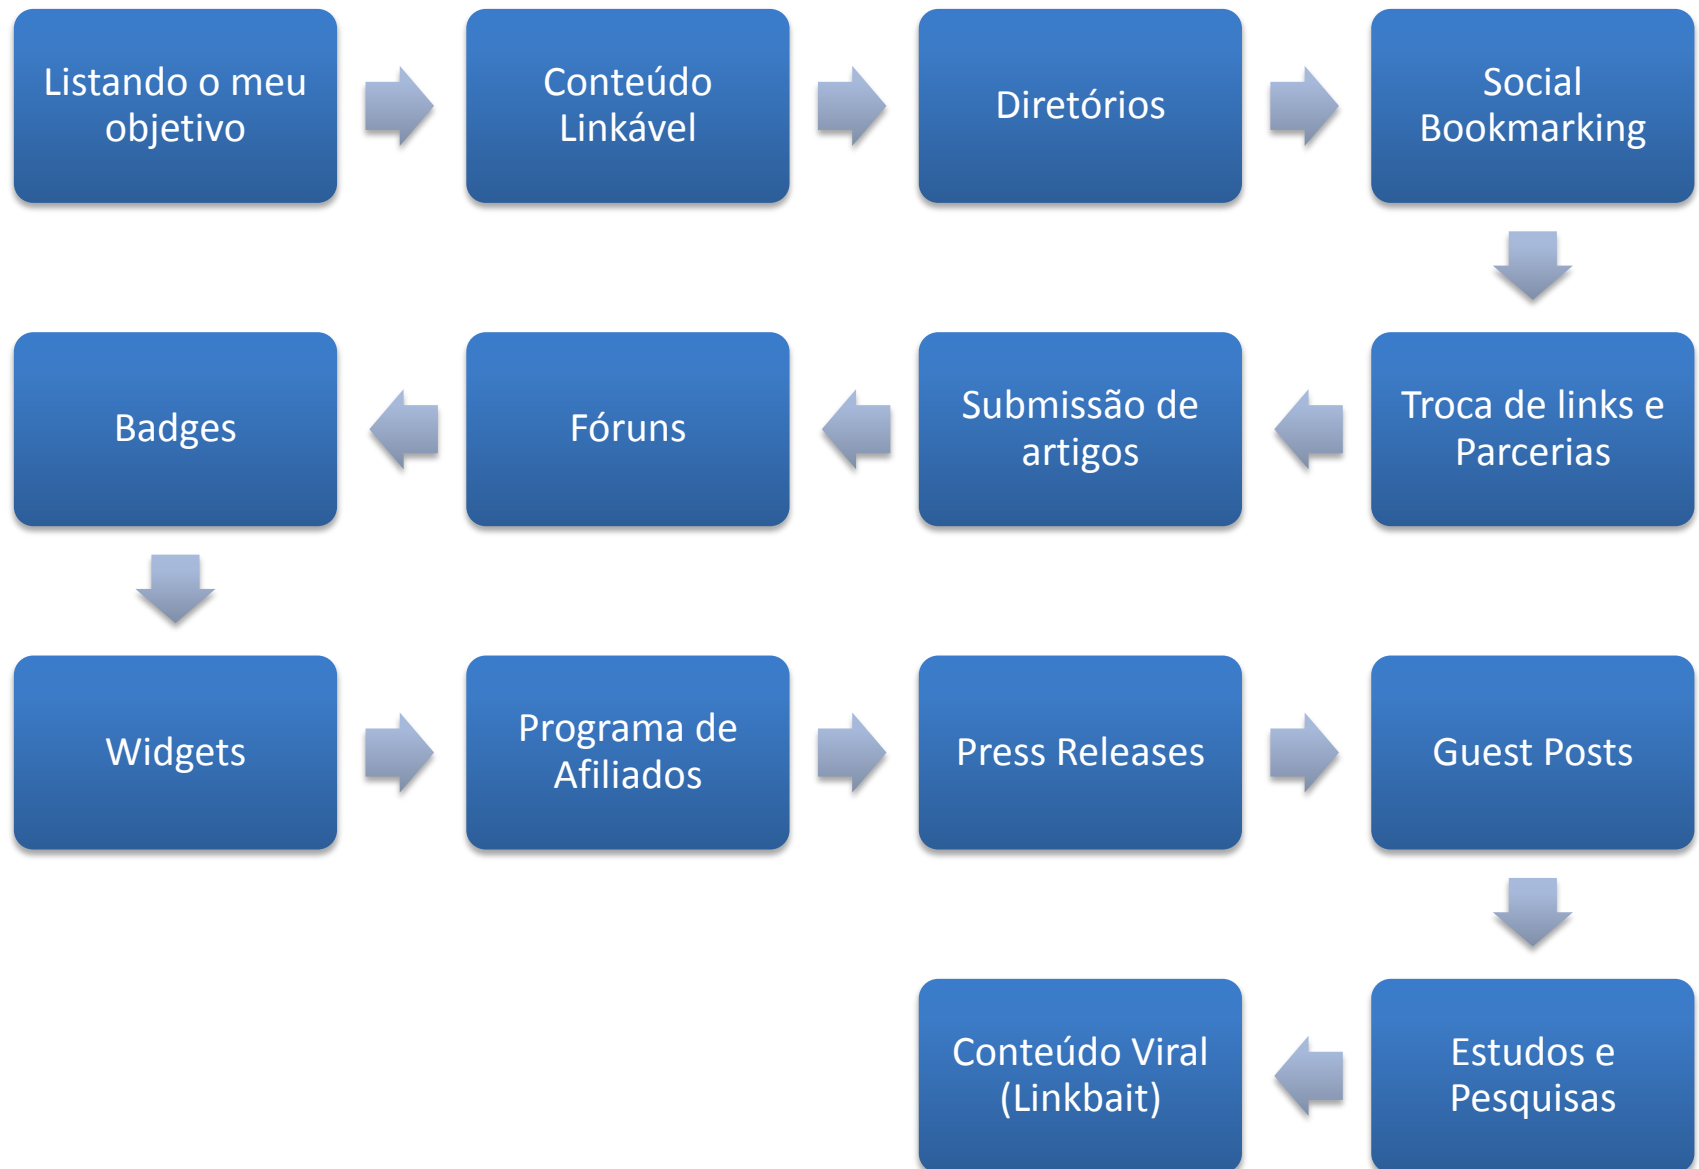 Listando o meu
objetivo
Conteúdo
Linkável
Diretórios
Social
Bookmarking
Troca de links e
Parcerias
Submissão de
artigos
Fóruns
Badges
Widgets
Programa de
Afiliados
Press Releases
Guest Posts
Estudos e
Pesquisas
Conteúdo Viral
(Linkbait)